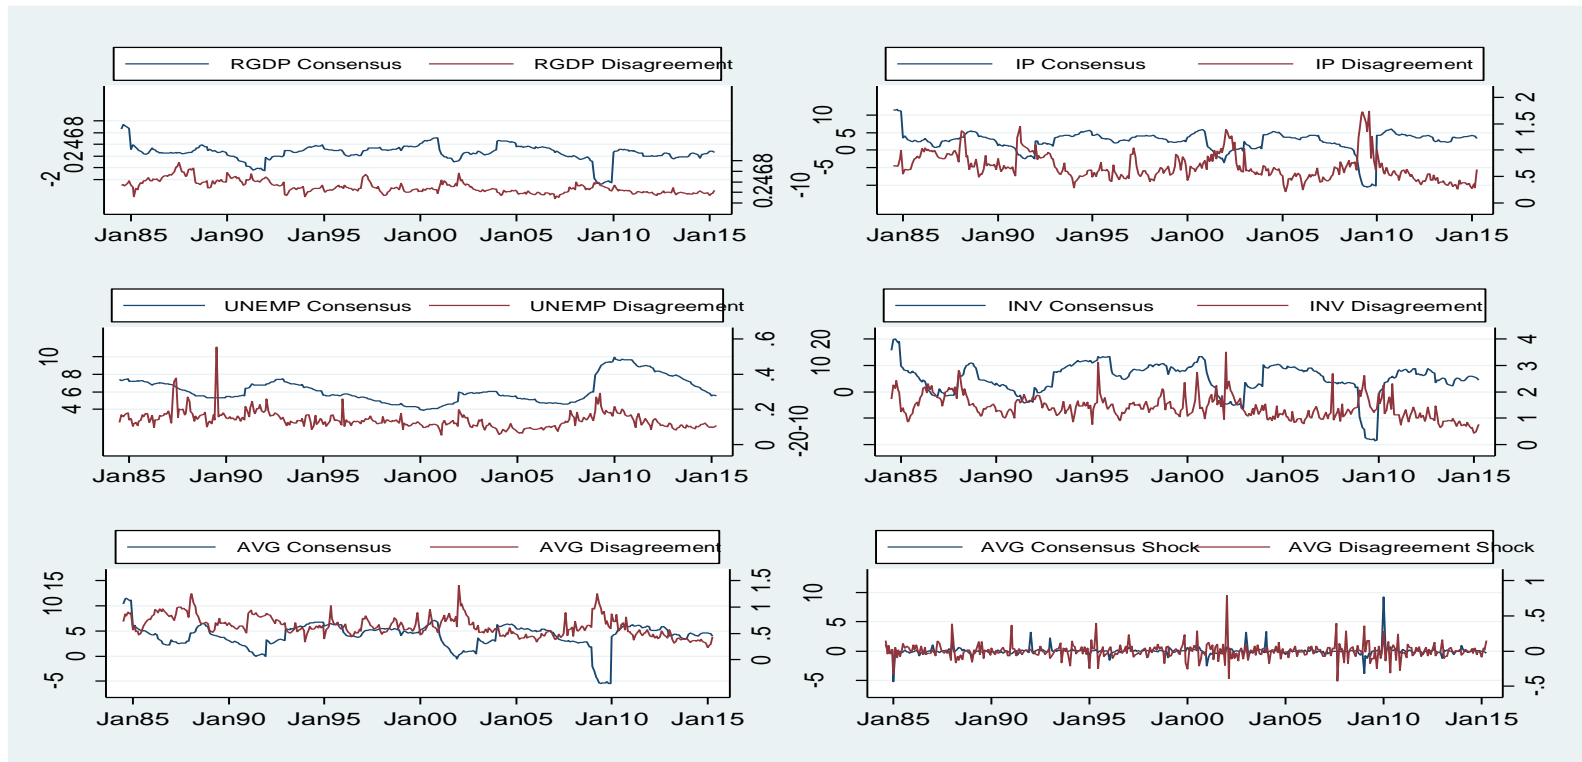 RGDP Consensus RGDP Disagreement
-2 0 2 4 6 8
0 .2 .4 .6 .8
Jan85 Jan90 Jan95 Jan00 Jan05 Jan10 Jan15
IP Consensus IP Disagreement
-10 -5 0 5 10
0 .5 1 1.5 2
Jan85 Jan90 Jan95 Jan00 Jan05 Jan10 Jan15
UNEMP Consensus UNEMP Disagreement
4 6 8 10
0 .2 .4 .6
Jan85 Jan90 Jan95 Jan00 Jan05 Jan10 Jan15
INV Consensus INV Disagreement
-20 -10 0 10 20
0 1 2 3 4
Jan85 Jan90 Jan95 Jan00 Jan05 Jan10 Jan15
AVG Consensus AVG Disagreement
-5 0 5 10 15
0 .5 1 1.5
Jan85 Jan90 Jan95 Jan00 Jan05 Jan10 Jan15
AVG Consensus Shock AVG Disagreement Shock
-5 0 5 10
-.5 0 .5 1
Jan85 Jan90 Jan95 Jan00 Jan05 Jan10 Jan15